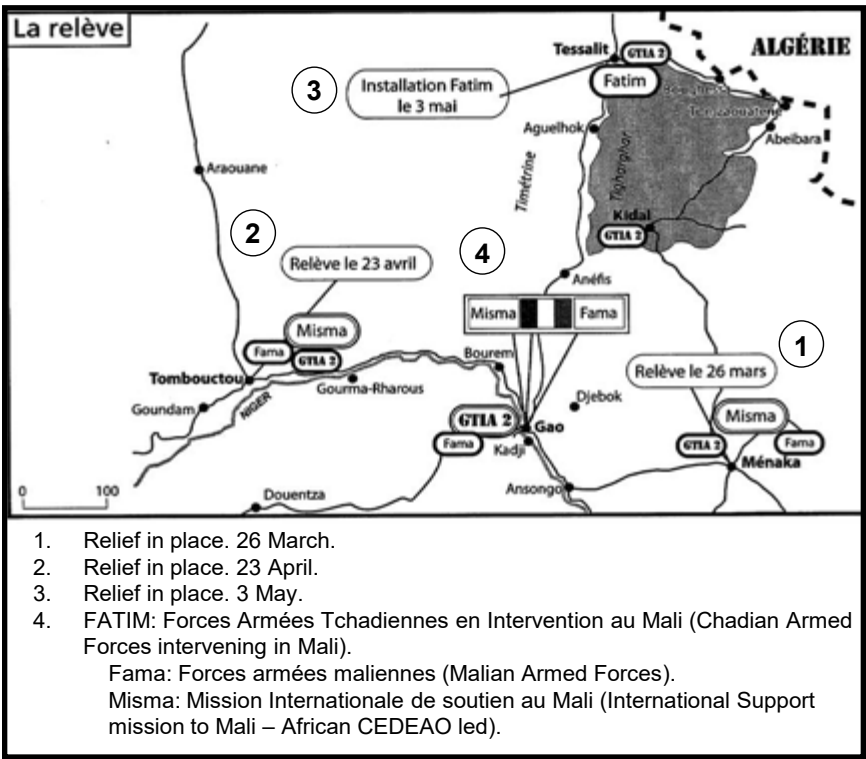 La relève
ALGÉRIE
Tessalit
GTIA 2
Fatim
3
Installation Fatim
le 3 mai
Aguelhok
Abeibara
Timétrine
Tigharghar
Araouane
Kidal
GTIA 2
2
4
Relève le 23 avril
Anéfis
Misma
Fama
1
Misma
Fama
GTIA 2
Bourem
Relève le 26 mars
Tombouctou
Gourma-Rharous
Djebok
Misma
Goundam
NIGER
GTIA 2
Gao
GTIA 2
Fama
Fama
Kadji
Ménaka
0
100
Douentza
Ansongo
1. Relief in place. 26 March.
2. Relief in place. 23 April.
3. Relief in place. 3 May.
4. FATIM: Forces Armées Tchadiennes en Intervention au Mali (Chadian Armed
Forces intervening in Mali).
Fama: Forces armées maliennes (Malian Armed Forces).
Misma: Mission Internationale de soutien au Mali (International Support
mission to Mali – African CEDEAO led).